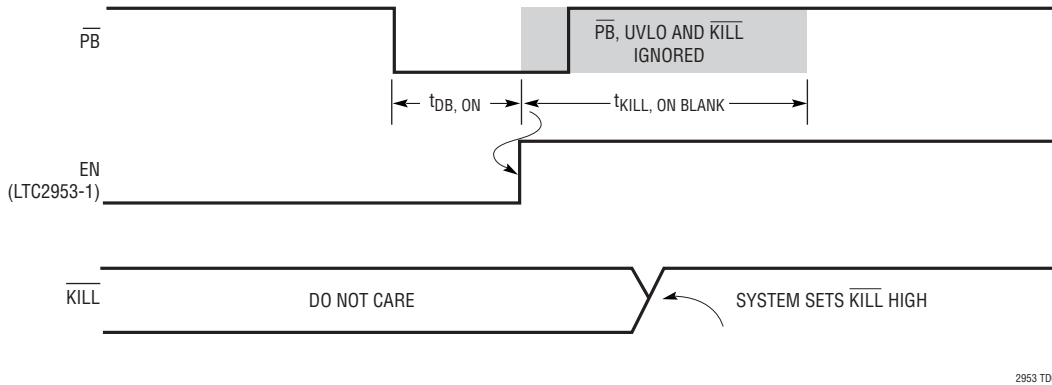 PB
PB, UVLO AND KILL
IGNORED
tDB, ON
tKILL, ON BLANK
EN
(LTC2953-1)
KILL
DO NOT CARE
SYSTEM SETS KILL HIGH
2953 TD